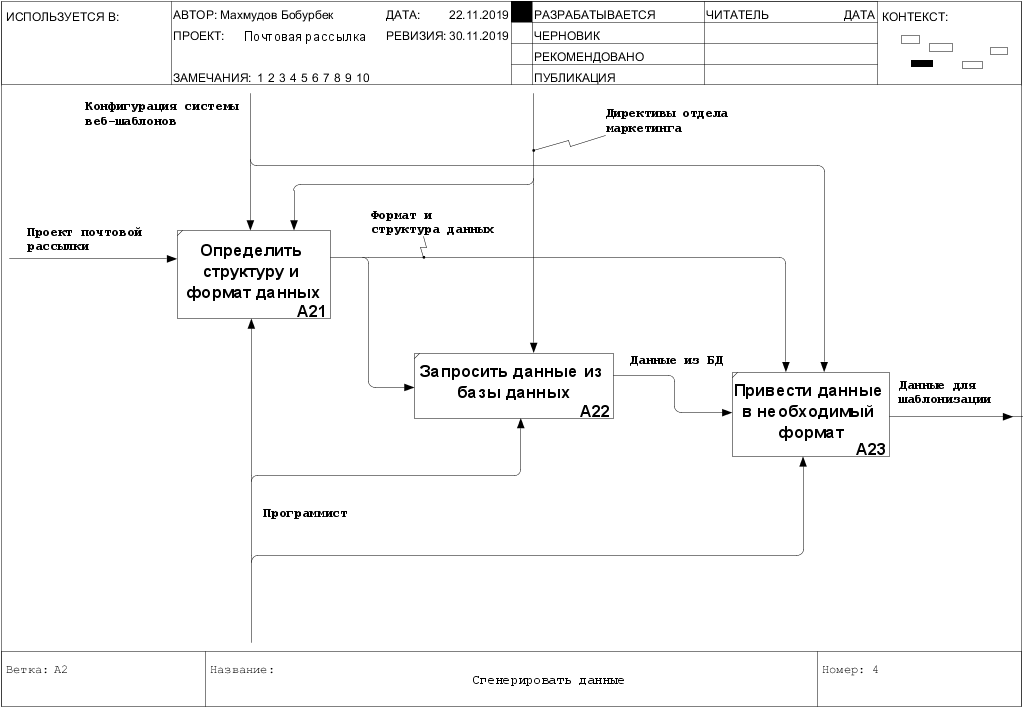 ИСПОЛЬЗУЕТСЯ В:
АВТОР: Махмудов Бобурбек
ДАТА: 22.11.2019
ПРОЕКТ: Почтовая рассылка
РЕВИЗИЯ: 30.11.2019
ЗАМЕЧАНИЯ: 1 2 3 4 5 6 7 8 9 10
РАЗРАБАТЫВАЕТСЯ
ЧЕРНОВИК
РЕКОМЕНДОВАНО
ПУБЛИКАЦИЯ
ЧИТАТЕЛЬ
ДАТА
КОНТЕКСТ:
Конфигурация системы
веб-шаблонов
Директивы отдела
маркетинга
Проект почтовой
рассылки
Формат и
структура данных
Определить
структуру и
формат данных
A21
Запросить данные из
базы данных
A22
Данные из БД
Привести данные
в необходимый
формат
A23
Данные для
шаблонизации
Программист
Ветка: A2
Название:
Сгенерировать данные
Номер: 4